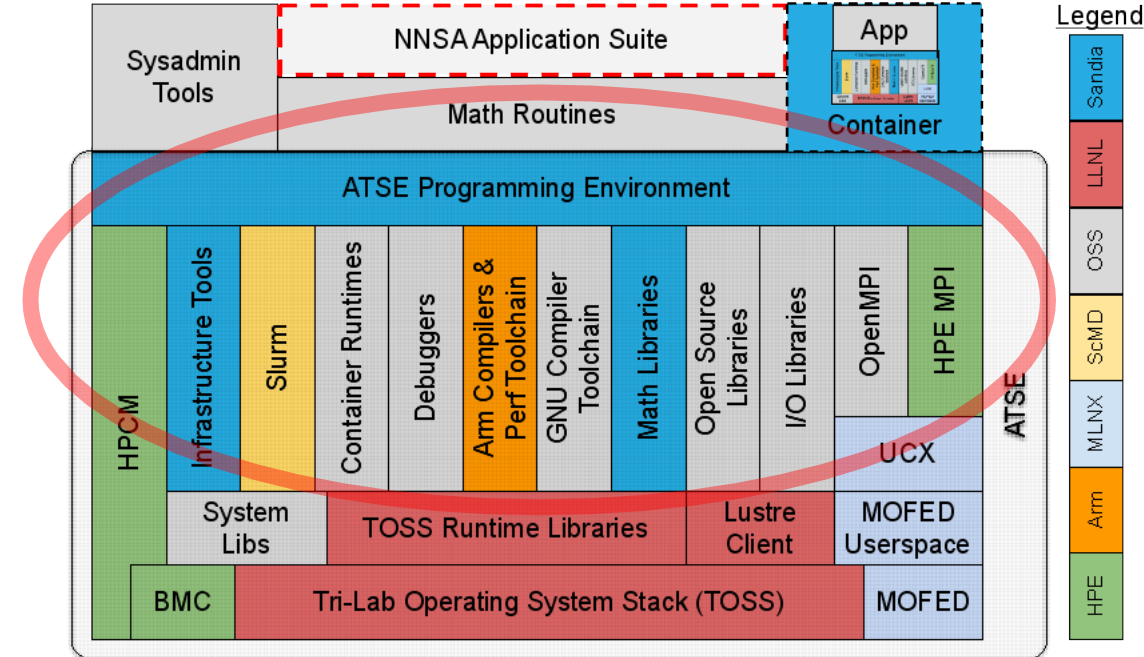 Legend
NNSA Application Suite
App
Sysadmin
Tools
Math Routines
Container
ATSE Programming Environment
HPCM
Infrastructure Tools
Slurm
Container Runtimes
Debuggers
Arm Compilers &
Perf Toolchain
GNU Compiler
Toolchain
Math Libraries
Open Source
Libraries
I/O Libraries
OpenMPI
HPE MPI
ATSE
UCX
System
Libs
TOSS Runtime Libraries
Lustre
Client
MOFED
Userspace
BMC
Tri-Lab Operating System Stack (TOSS)
MOFED
Sandia
LLNL
OSS
ScMD
MLNX
Arm
HPE